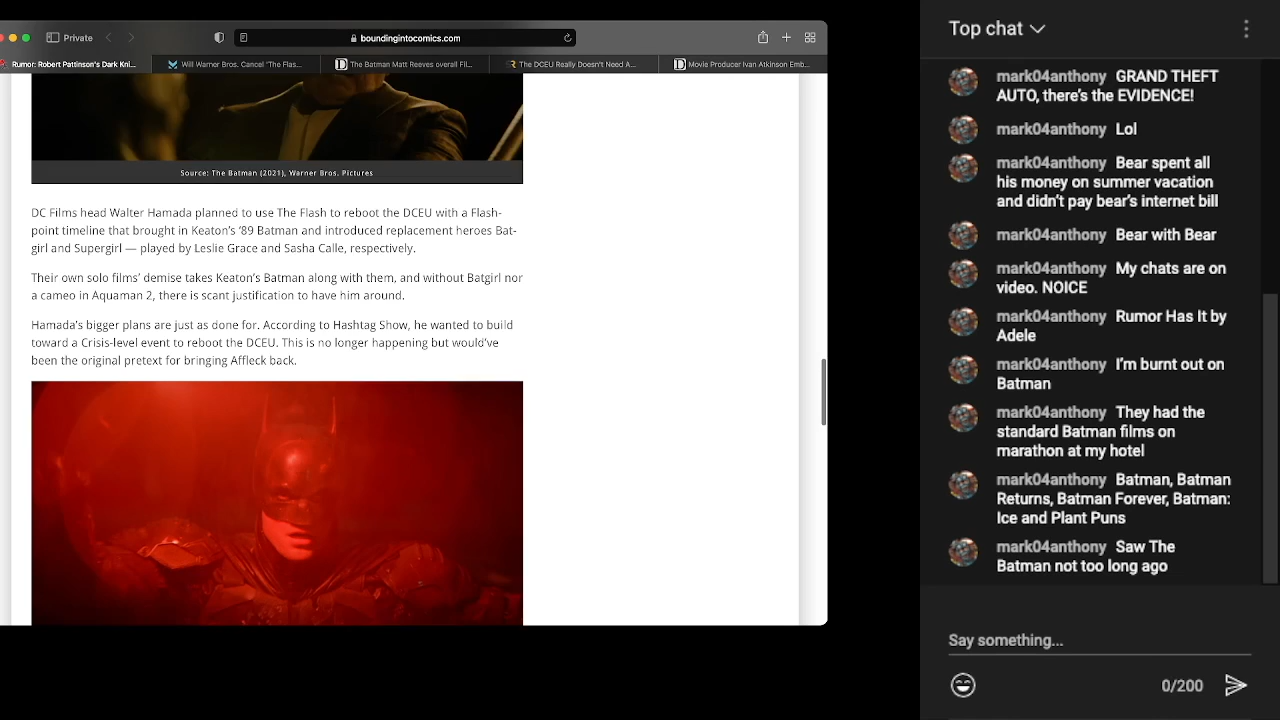 Private
boundingintocomics.com
Rumor: Robert Pattinson's Dark Kni...
Will Warner Bros. Cancel 'The Flas...
The Batman Matt Reeves overall Fil...
The DCEU Really Doesn't Need A...
Movie Producer Ivan Atkinson Emb...
Source: The Batman (2021), Warner Bros. Pictures
DC Films head Walter Hamada planned to use The Flash to reboot the DCEU with a Flash-
point timeline that brought in Keaton's '89 Batman and introduced replacement heroes Bat-
girl and Supergirl — played by Leslie Grace and Sasha Calle, respectively.
Their own solo films' demise takes Keaton's Batman along with them, and without Batgirl nor
a cameo in Aquaman 2, there is scant justification to have him around.
Hamada's bigger plans are just as done for. According to Hashtag Show, he wanted to build
toward a Crisis-level event to reboot the DCEU. This is no longer happening but would've
been the original pretext for bringing Affleck back.
Top chat
mark04anthony GRAND THEFT
AUTO, there's the EVIDENCE!
mark04anthony Lol
mark04anthony Bear spent all
his money on summer vacation
and didn't pay bear's internet bill
mark04anthony Bear with Bear
mark04anthony My chats are on
video. NOICE
mark04anthony Rumor Has It by
Adele
mark04anthony I'm burnt out on
Batman
mark04anthony They had the
standard Batman films on
marathon at my hotel
mark04anthony Batman, Batman
Returns, Batman Forever, Batman:
Ice and Plant Puns
mark04anthony Saw The
Batman not too long ago
Say something...
0/200